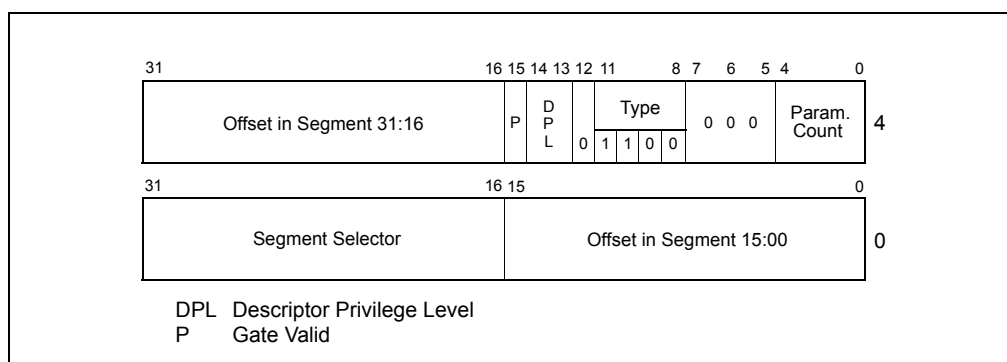 31 16 15 14 13 12 11 8 7 6 5 4 0
Offset in Segment 31:16 P D P L 0 Type 1 1 0 0 0 0 0 Param. Count 4
31 16 15 0
Segment Selector Offset in Segment 15:00 0
DPL Descriptor Privilege Level
P Gate Valid